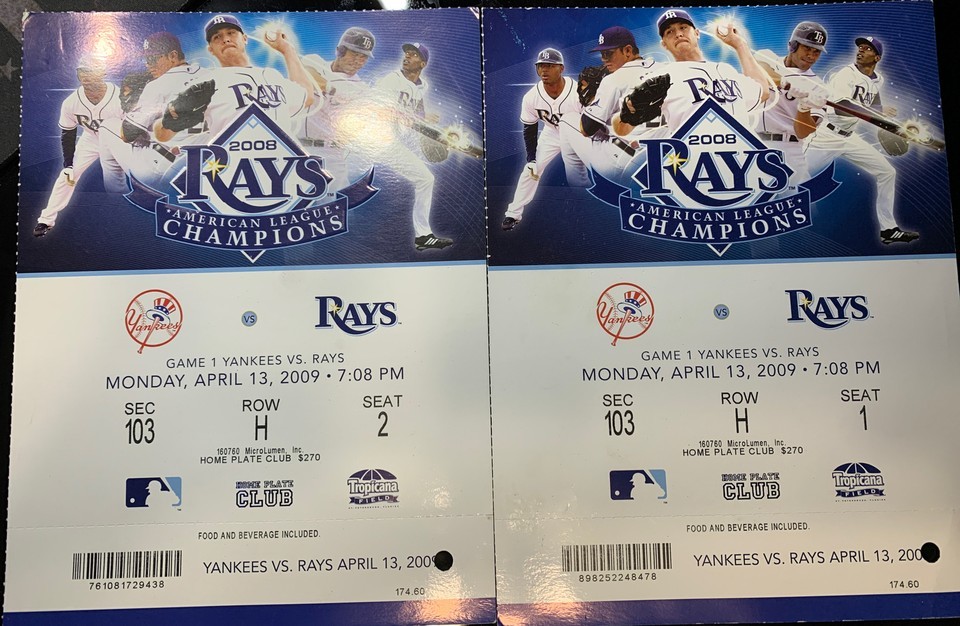 2008
RAYS
AMERICAN LEAGUE
CHAMPIONS
Yankees
VS
RAYS
GAME 1 YANKEES VS. RAYS
MONDAY, APRIL 13, 2009 • 7:08 PM
SEC ROW SEAT
103 H 2
160760 MicroLumen, Inc.
HOME PLATE CLUB $270
HOME PLATE
CLUB
Tropicana
FIELD
FOOD AND BEVERAGE INCLUDED.
761081729438
YANKEES VS. RAYS APRIL 13, 2009
174.60
2008
RAYS
AMERICAN LEAGUE
CHAMPIONS
Yankees
VS
RAYS
GAME 1 YANKEES VS. RAYS
MONDAY, APRIL 13, 2009 • 7:08 PM
SEC ROW SEAT
103 H 1
160760 MicroLumen, Inc.
HOME PLATE CLUB $270
HOME PLATE
CLUB
Tropicana
FIELD
FOOD AND BEVERAGE INCLUDED.
898252248478
YANKEES VS. RAYS APRIL 13, 200
174.60